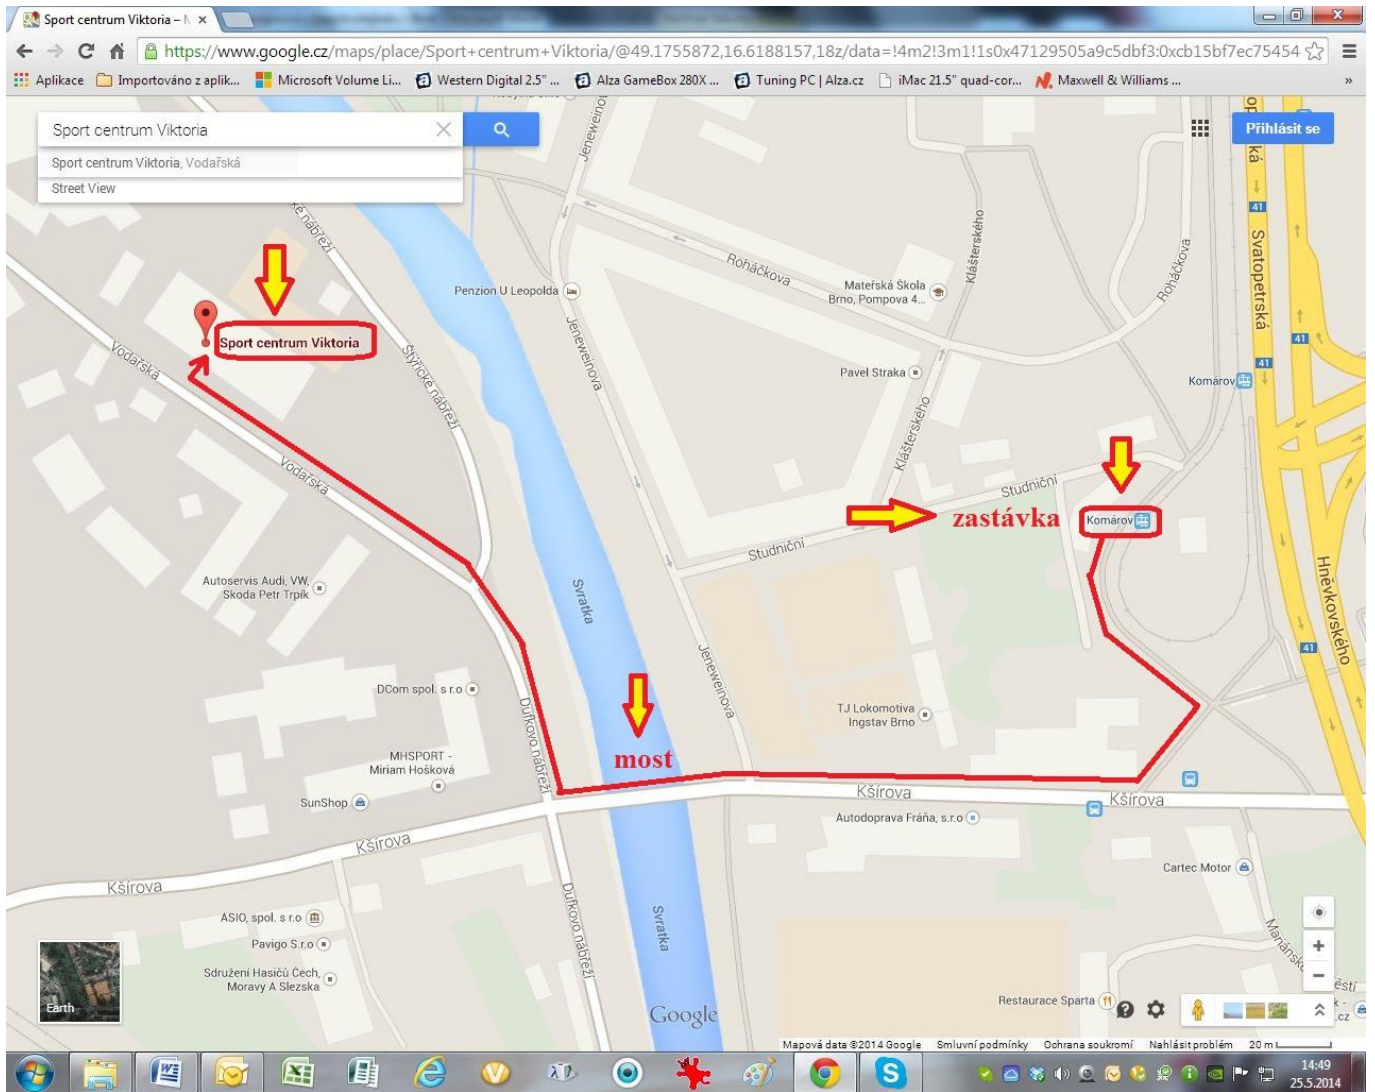 Sport centrum Viktoria – N
https://www.google.cz/maps/place/Sport+centrum+Viktoria/@49.1755872,16.6188157,18z/data=!4m2!3m1!1s0x47129505a9c5dbf3:0xcb15bf7ec75454
Aplikace Importováno z aplik... Microsoft Volume Li... Western Digital 2.5" ... Alza GameBox 280X ... Tuning PC | Alza.cz iMac 21.5" quad-cor... Maxwell & Williams ... »
Sport centrum Viktoria
Přihlásit se
Sport centrum Viktoria, Vodařská
Street View
Jeneweinova
41
Svatopetrská
Roháčkova
Klášterského
Roháčkova
Penzion U Leopolda
Mateřská Škola
Brno, Pompova 4...
Sport centrum Viktoria
Vodařská
Štýřické nábřeží
Jeneweinova
41
41
Pavel Straka
Komárov
Klášterského
Vodařská
Studniční
zastávka
Komárov
Studniční
Hněvkovského
Autoservis Audi, VW,
Skoda Petr Trpík
Svratka
Jeneweinova
41
DCom spol. s r.o
Dufkovo nábřeží
TJ Lokomotiva
Ingstav Brno
most
MHSPORT -
Miriam Hošková
SunShop
Kšírova
Kšírova
Autodoprava Fráňa, s.r.o
Kšírova
Cartec Motor
Kšírova
Dufkovo nábřeží
ASIO, spol. s r.o
Svratka
Pavigo S.r.o
Sdružení Hasičů Čech,
Moravy A Slezska
Earth
Restaurace Sparta
Google
Mapová data ©2014 Google Smluvní podmínky Ochrana soukromí Nahlásit problém 20 m
14:49
25.5.2014